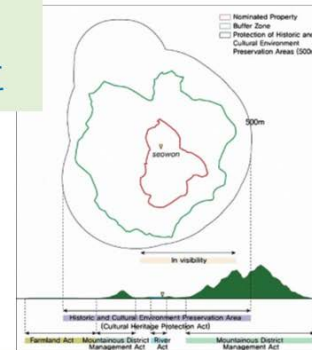 Nominated Property
Buffer Zone
Protection of Historic and
Cultural Environment
Preservation Areas (500m
500m
seowon
In visibility
Historic and Cultural Environment Preservation Area
(Cultural Heritage Protection Act)
Farmland Act
Mountainous District
Management Act
River
Act
Mountainous District
Management Act